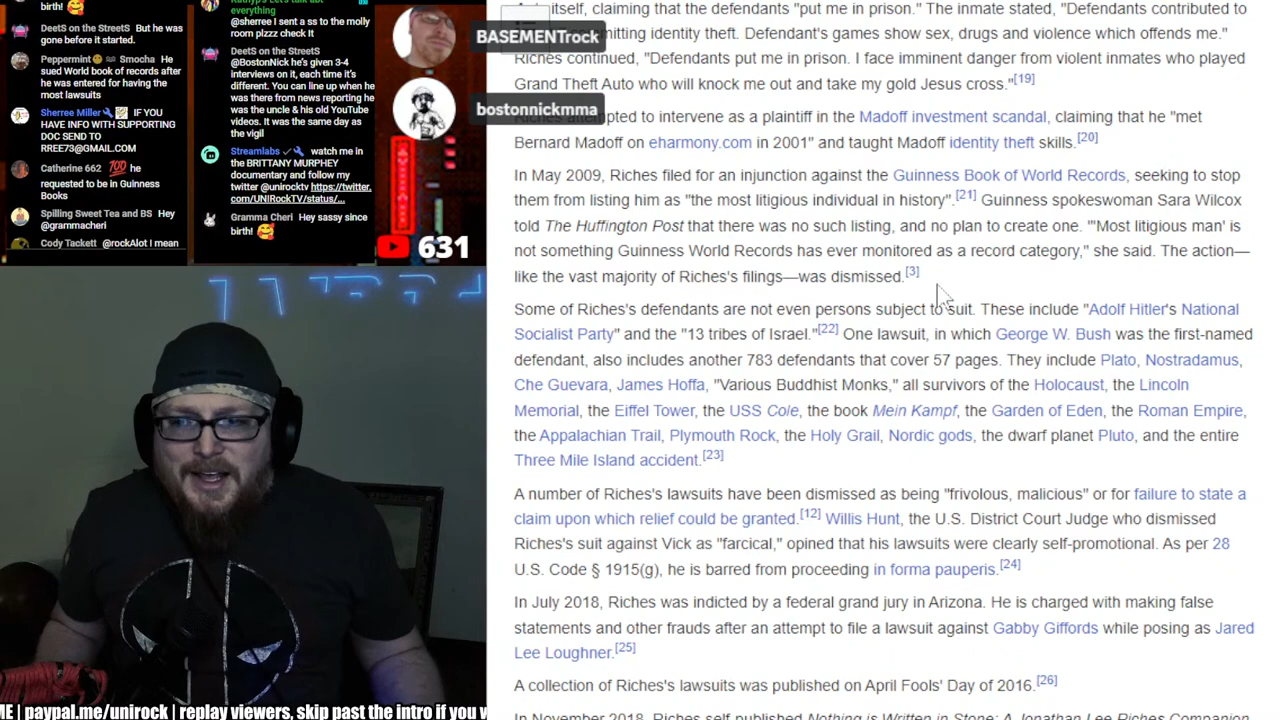 birth! 🥰
DeetS on the StreetS But he was
gone before it started.
Peppermint Smocha He
sued World book of records after
he was entered for having the
most lawsuits
Sherree Miller IF YOU
HAVE INFO WITH SUPPORTING
DOC SEND TO
RREE73@GMAIL.COM
Catherine 662 💯 he
requested to be in Guinness
Books
Spilling Sweet Tea and BS Hey
@grammacheri
Cody Tackett @rockAlot I mean
everything
@sherree I sent a ss to the molly
room plzzz check It
DeetS on the StreetS
@BostonNick he's given 3-4
interviews on it, each time it's
different. You can line up when he
was there from news reporting he
was the uncle & his old YouTube
videos. It was the same day as
the vigil
Streamlabs ✓ watch me in
the BRITTANY MURPHEY
documentary and follow my
twitter @unirocktv https://twitter.
com/UNIRockTV/status/...
Gramma Cheri Hey sassy since
birth! 🥰
BASEMENTrock
bostonnickmma
631
itself, claiming that the defendants "put me in prison." The inmate stated, "Defendants contributed to
mitting identity theft. Defendant's games show sex, drugs and violence which offends me."
Riches continued, "Defendants put me in prison. I face imminent danger from violent inmates who played
Grand Theft Auto who will knock me out and take my gold Jesus cross."[19]
Riches attempted to intervene as a plaintiff in the Madoff investment scandal, claiming that he "met
Bernard Madoff on eharmony.com in 2001" and taught Madoff identity theft skills.[20]
In May 2009, Riches filed for an injunction against the Guinness Book of World Records, seeking to stop
them from listing him as "the most litigious individual in history".[21] Guinness spokeswoman Sara Wilcox
told The Huffington Post that there was no such listing, and no plan to create one. "'Most litigious man' is
not something Guinness World Records has ever monitored as a record category," she said. The action—
like the vast majority of Riches's filings—was dismissed.[3]
Some of Riches's defendants are not even persons subject to suit. These include "Adolf Hitler's National
Socialist Party" and the "13 tribes of Israel."[22] One lawsuit, in which George W. Bush was the first-named
defendant, also includes another 783 defendants that cover 57 pages. They include Plato, Nostradamus,
Che Guevara, James Hoffa, "Various Buddhist Monks," all survivors of the Holocaust, the Lincoln
Memorial, the Eiffel Tower, the USS Cole, the book Mein Kampf, the Garden of Eden, the Roman Empire,
the Appalachian Trail, Plymouth Rock, the Holy Grail, Nordic gods, the dwarf planet Pluto, and the entire
Three Mile Island accident.[23]
A number of Riches's lawsuits have been dismissed as being "frivolous, malicious" or for failure to state a
claim upon which relief could be granted.[12] Willis Hunt, the U.S. District Court Judge who dismissed
Riches's suit against Vick as "farcical," opined that his lawsuits were clearly self-promotional. As per 28
U.S. Code § 1915(g), he is barred from proceeding in forma pauperis.[24]
In July 2018, Riches was indicted by a federal grand jury in Arizona. He is charged with making false
statements and other frauds after an attempt to file a lawsuit against Gabby Giffords while posing as Jared
Lee Loughner.[25]
A collection of Riches's lawsuits was published on April Fools' Day of 2016.[26]
In November 2018, Riches self published Nothing is Written in Stone: A Jonathan Lee Riches Companion
ME | paypal.me/unirock | replay viewers, skip past the intro if you w